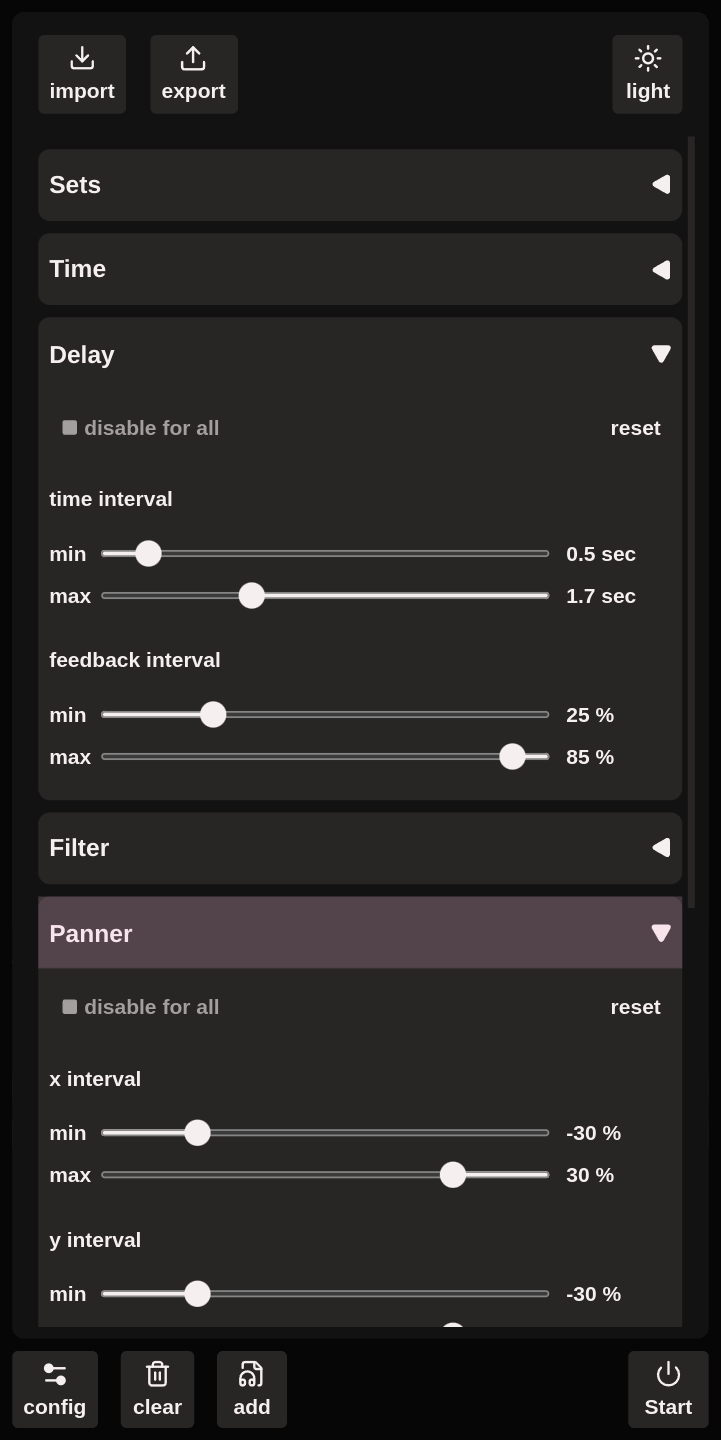 import export light
Sets
Time
Delay
disable for all reset
time interval
min 0.5 sec
max 1.7 sec
feedback interval
min 25 %
max 85 %
Filter
Panner
disable for all reset
x interval
min -30 %
max 30 %
y interval
min -30 %
config clear add Start